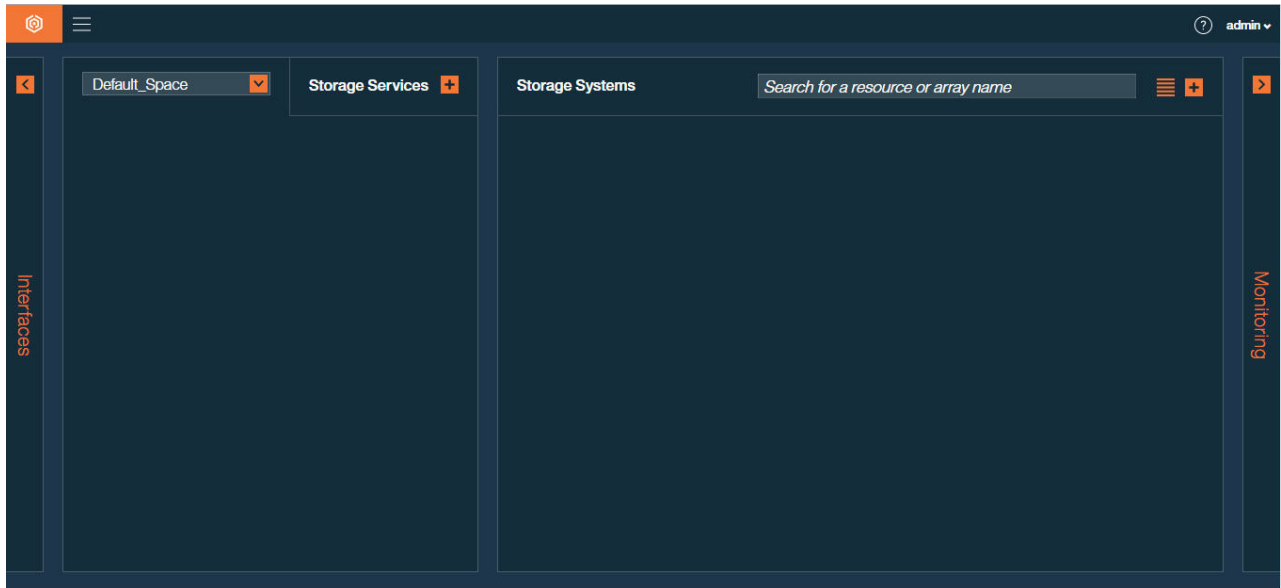 admin
Default_Space
Storage Services
Storage Systems
Search for a resource or array name
Interfaces
Monitoring